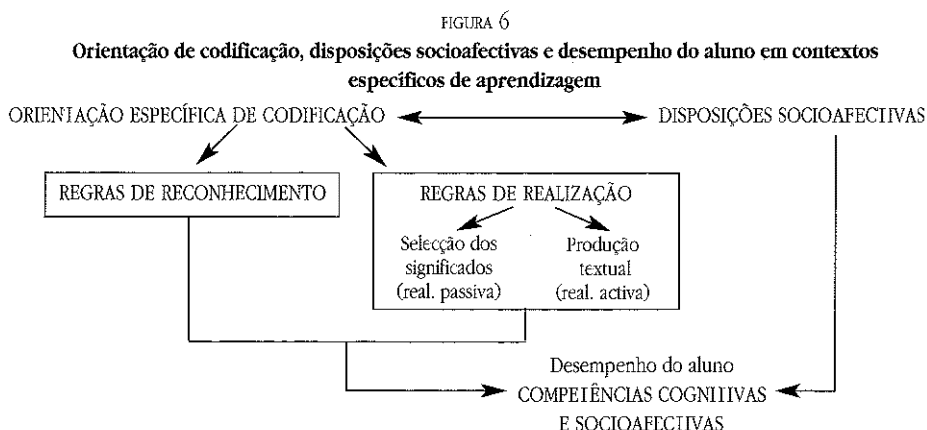 FIGURA 6
Orientação de codificação, disposições socioafectivas e desempenho do aluno em contextos
específicos de aprendizagem
ORIENTAÇÃO ESPECÍFICA DE CODIFICAÇÃO
DISPOSIÇÕES SOCIOAFECTIVAS
REGRAS DE RECONHECIMENTO
REGRAS DE REALIZAÇÃO
Selecção dos
significados
(real. passiva)
Produção
textual
(real. activa)
Desempenho do aluno
COMPETÊNCIAS COGNITIVAS
E SOCIOAFECTIVAS